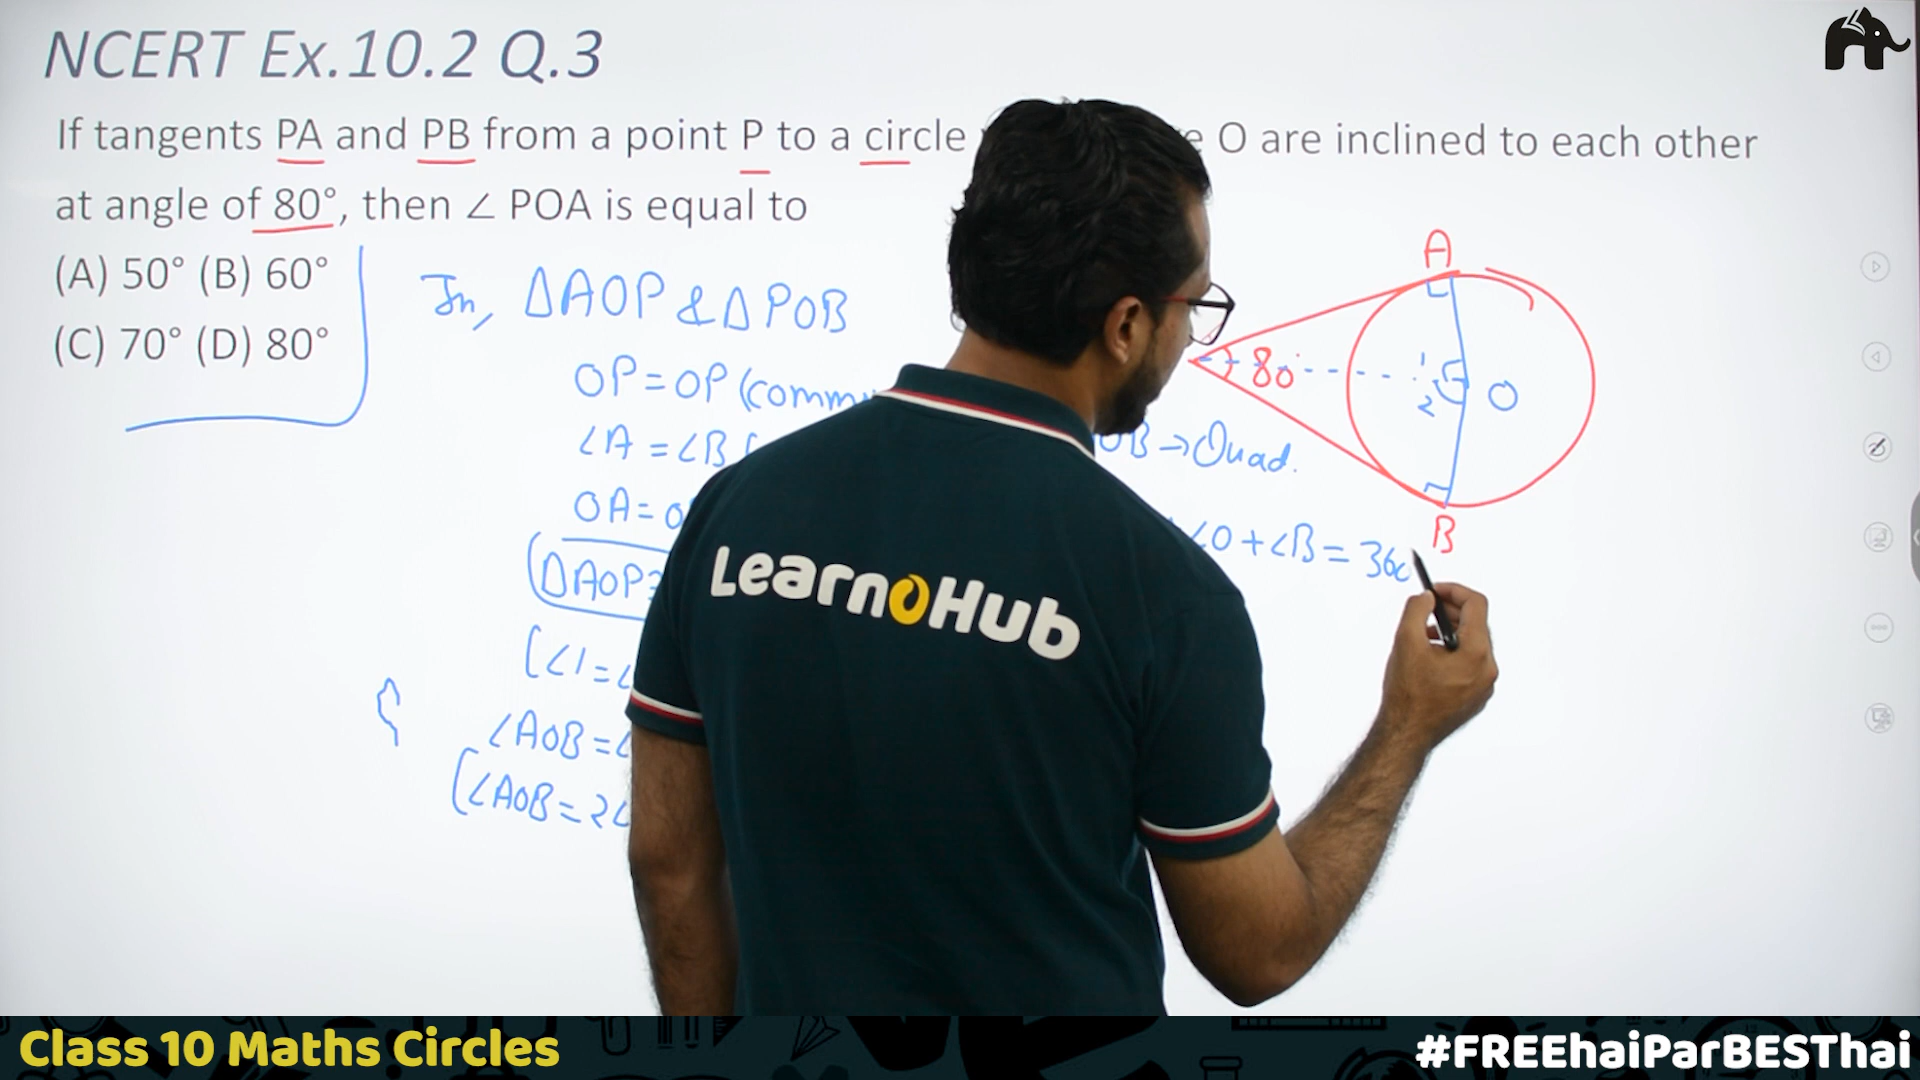 NCERT Ex.10.2 Q.3
If tangents PA and PB from a point P to a circle O are inclined to each other
at angle of 80°, then ∠ POA is equal to
(A) 50° (B) 60°
(C) 70° (D) 80°
In, ΔAOP & ΔPOB
OP = OP (comm
∠A = ∠B (
OA = O
ΔAOP ≅
(∠1 = ∠
∠AOB = ∠
(∠AOB = 2∠
A
80°
1
2
O
B
OB → Quad.
∠O + ∠B = 360
LearnoHub
Class 10 Maths Circles
#FREEhaiParBESThai